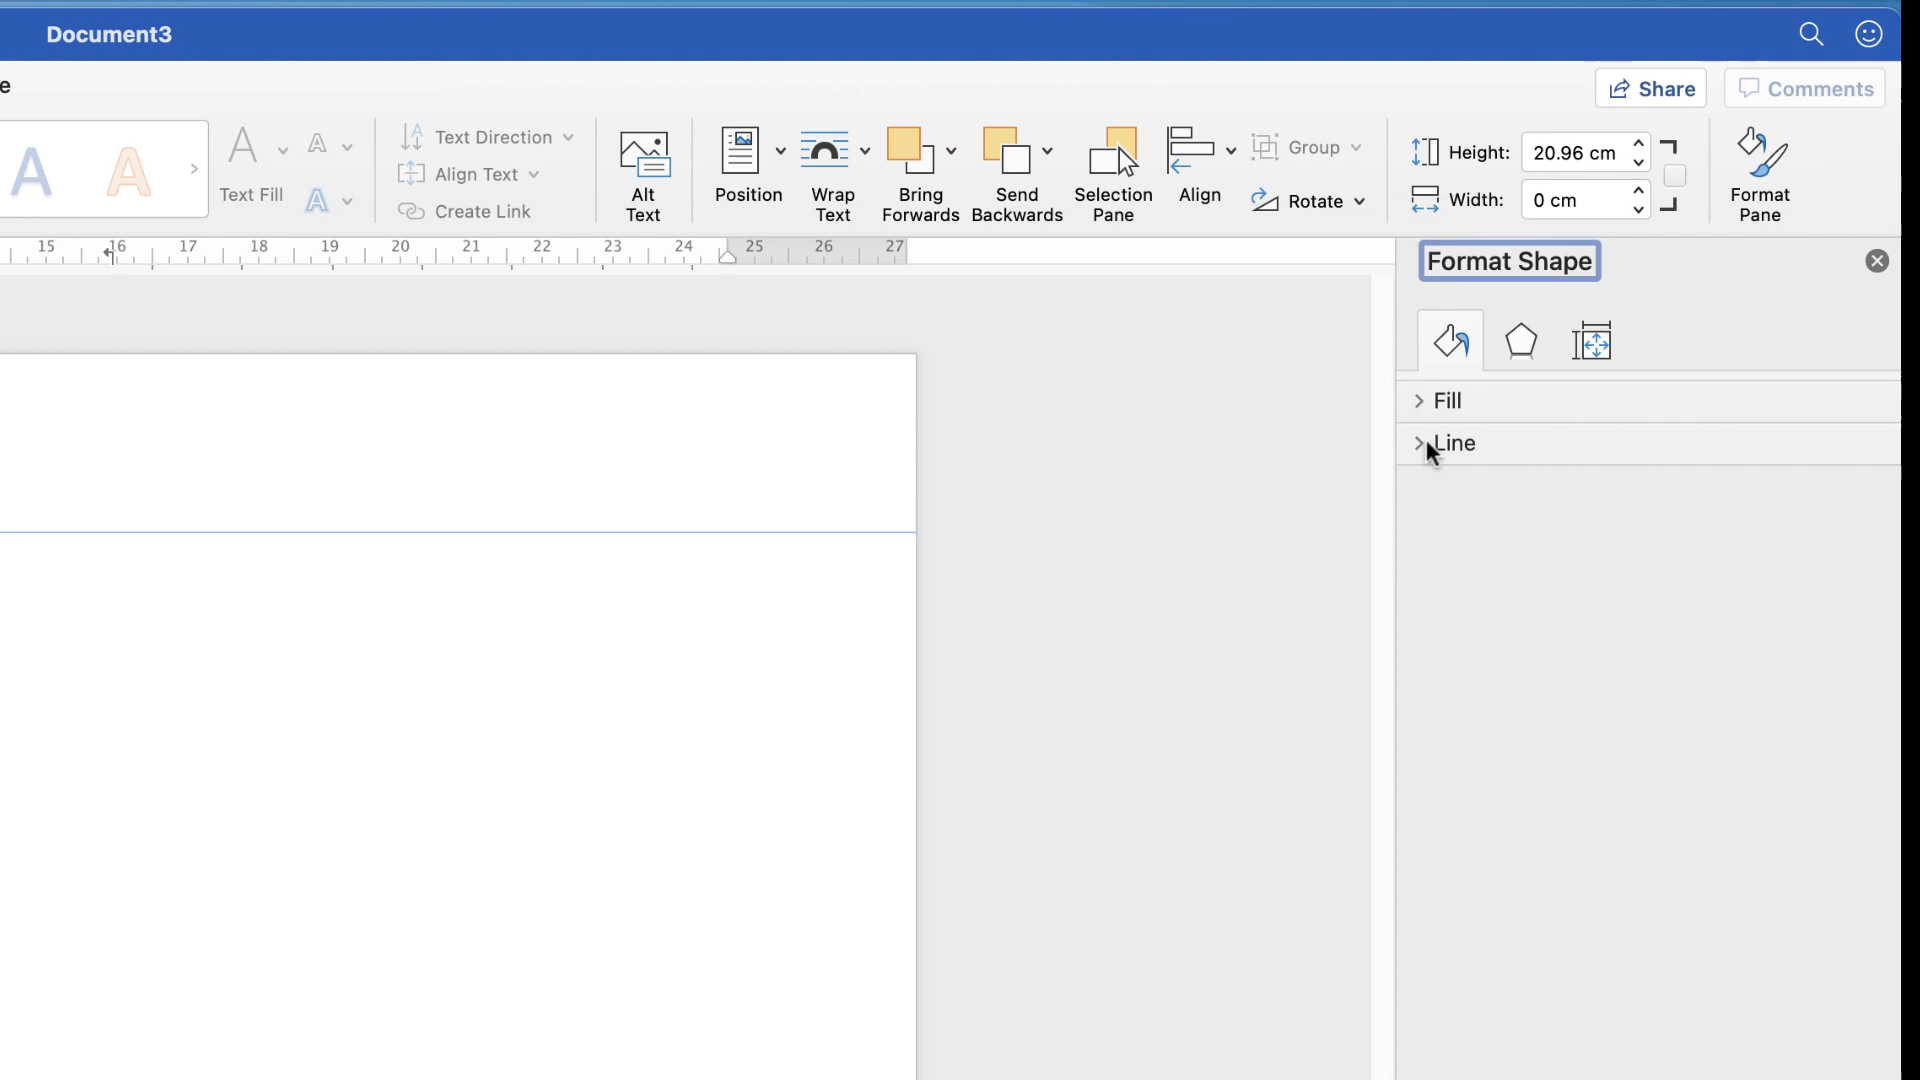 Document3
e
Share
Comments
A A
A A
Text Fill
A
Text Direction
Align Text
Create Link
Alt
Text
Position
Wrap
Text
Bring
Forwards
Send
Backwards
Selection
Pane
Align
Group
Rotate
Height: 20.96 cm
Width: 0 cm
Format
Pane
15 16 17 18 19 20 21 22 23 24 25 26 27
Format Shape
Fill
Line